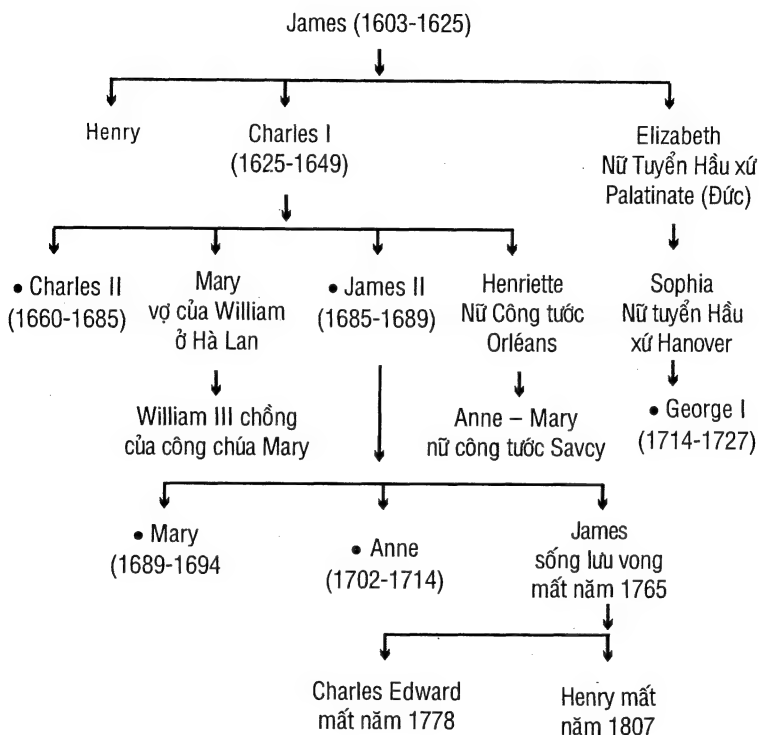 James (1603-1625)
Henry
Charles I
(1625-1649)
Elizabeth
Nữ Tuyển Hầu xứ
Palatinate (Đức)
• Charles II
(1660-1685)
Mary
vợ của William
ở Hà Lan
• James II
(1685-1689)
Henriette
Nữ Công tước
Orléans
Sophia
Nữ tuyển Hầu
xứ Hanover
William III chồng
của công chúa Mary
Anne – Mary
nữ công tước Savcy
• George I
(1714-1727)
• Mary
(1689-1694
• Anne
(1702-1714)
James
sống lưu vong
mất năm 1765
Charles Edward
mất năm 1778
Henry mất
năm 1807